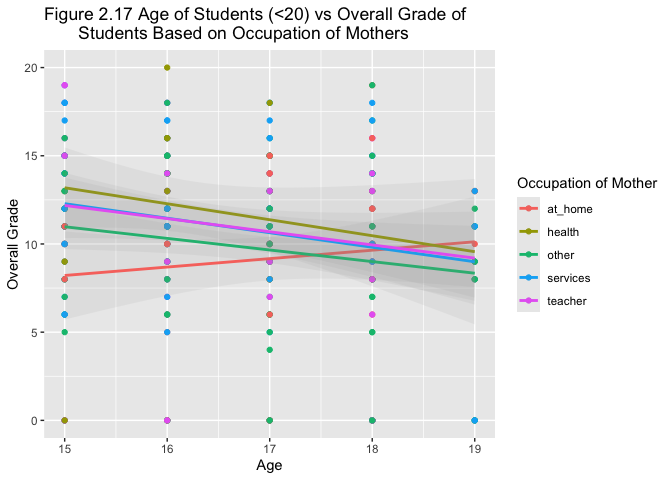 Figure 2.17 Age of Students (<20) vs Overall Grade of
Students Based on Occupation of Mothers
Overall Grade
20
15
10
5
0
15 16 17 18 19
Age
Occupation of Mother
at_home
health
other
services
teacher